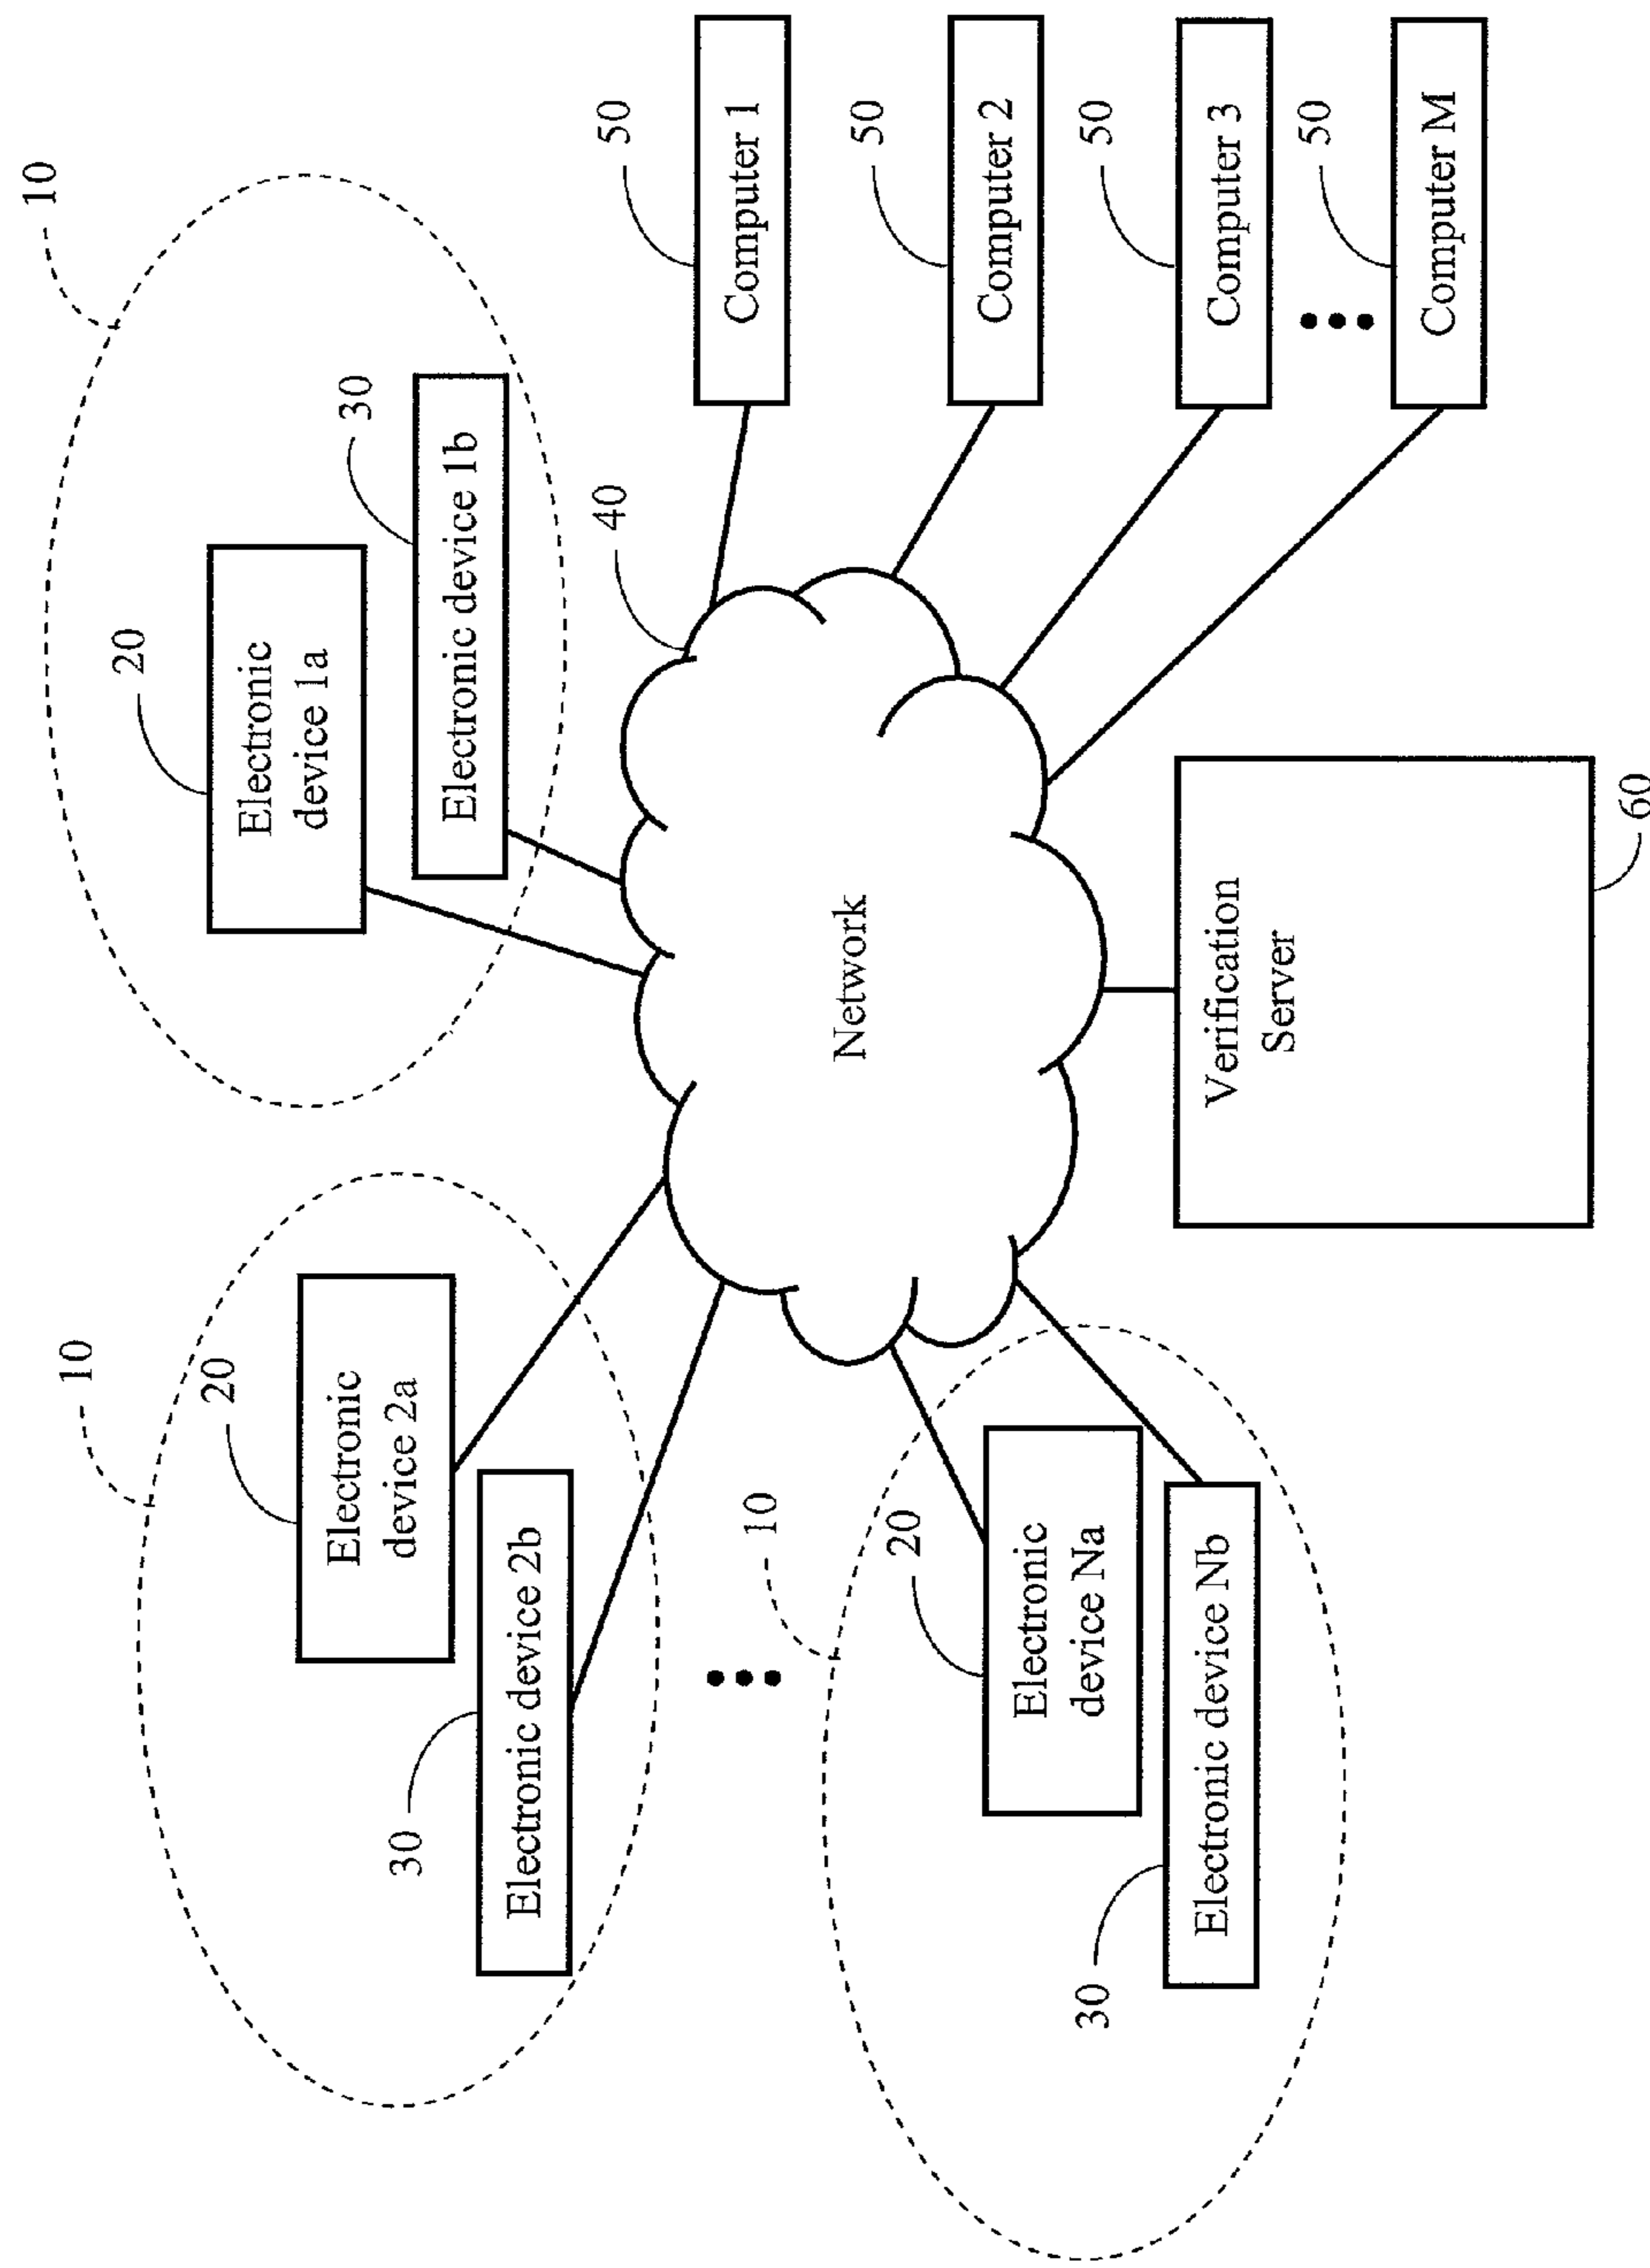 10
20
Electronic
device 1a
30
Electronic device 1b
10
20
Electronic
device 2a
30
Electronic device 2b
10
20
Electronic
device Na
30
Electronic device Nb
40
Network
50
Computer 1
50
Computer 2
50
Computer 3
50
Computer M
Verification
Server
60